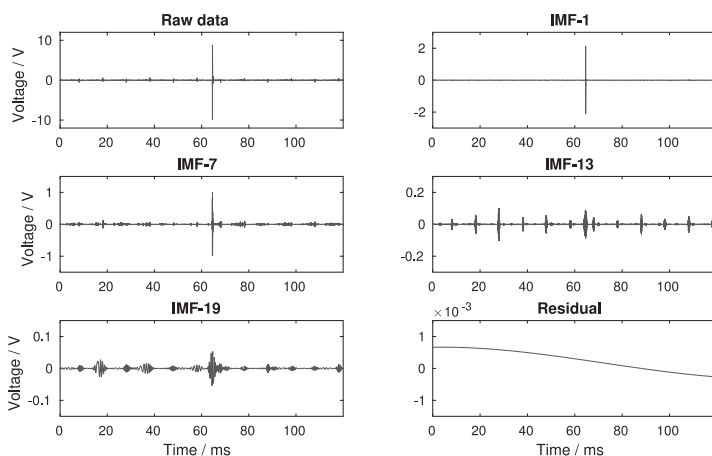 Raw data
IMF-1
Voltage / V
10
0
-10
0 20 40 60 80 100
2
0
-2
0 20 40 60 80 100
IMF-7
IMF-13
Voltage / V
1
0
-1
0 20 40 60 80 100
0.2
0
-0.2
0 20 40 60 80 100
IMF-19
Residual
Voltage / V
0.1
0
-0.1
0 20 40 60 80 100
Time / ms
× 10⁻³
1
0
-1
0 20 40 60 80 100
Time / ms